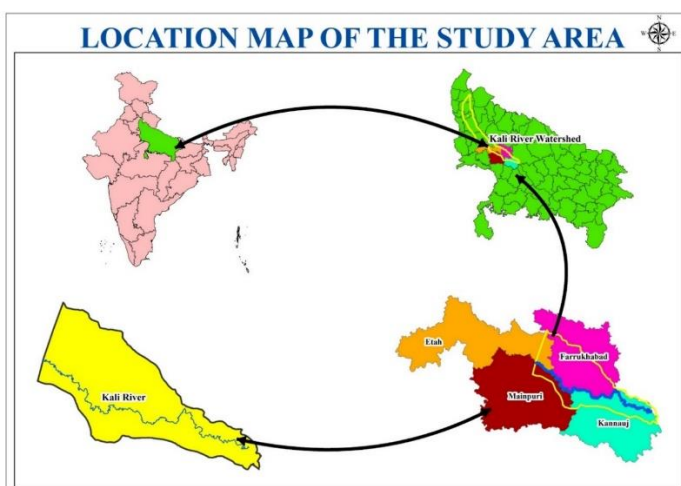 LOCATION MAP OF THE STUDY AREA
N
W E
S
Kali River Watershed
Etah
Farrukhabad
Mainpuri
Kannauj
Kali River